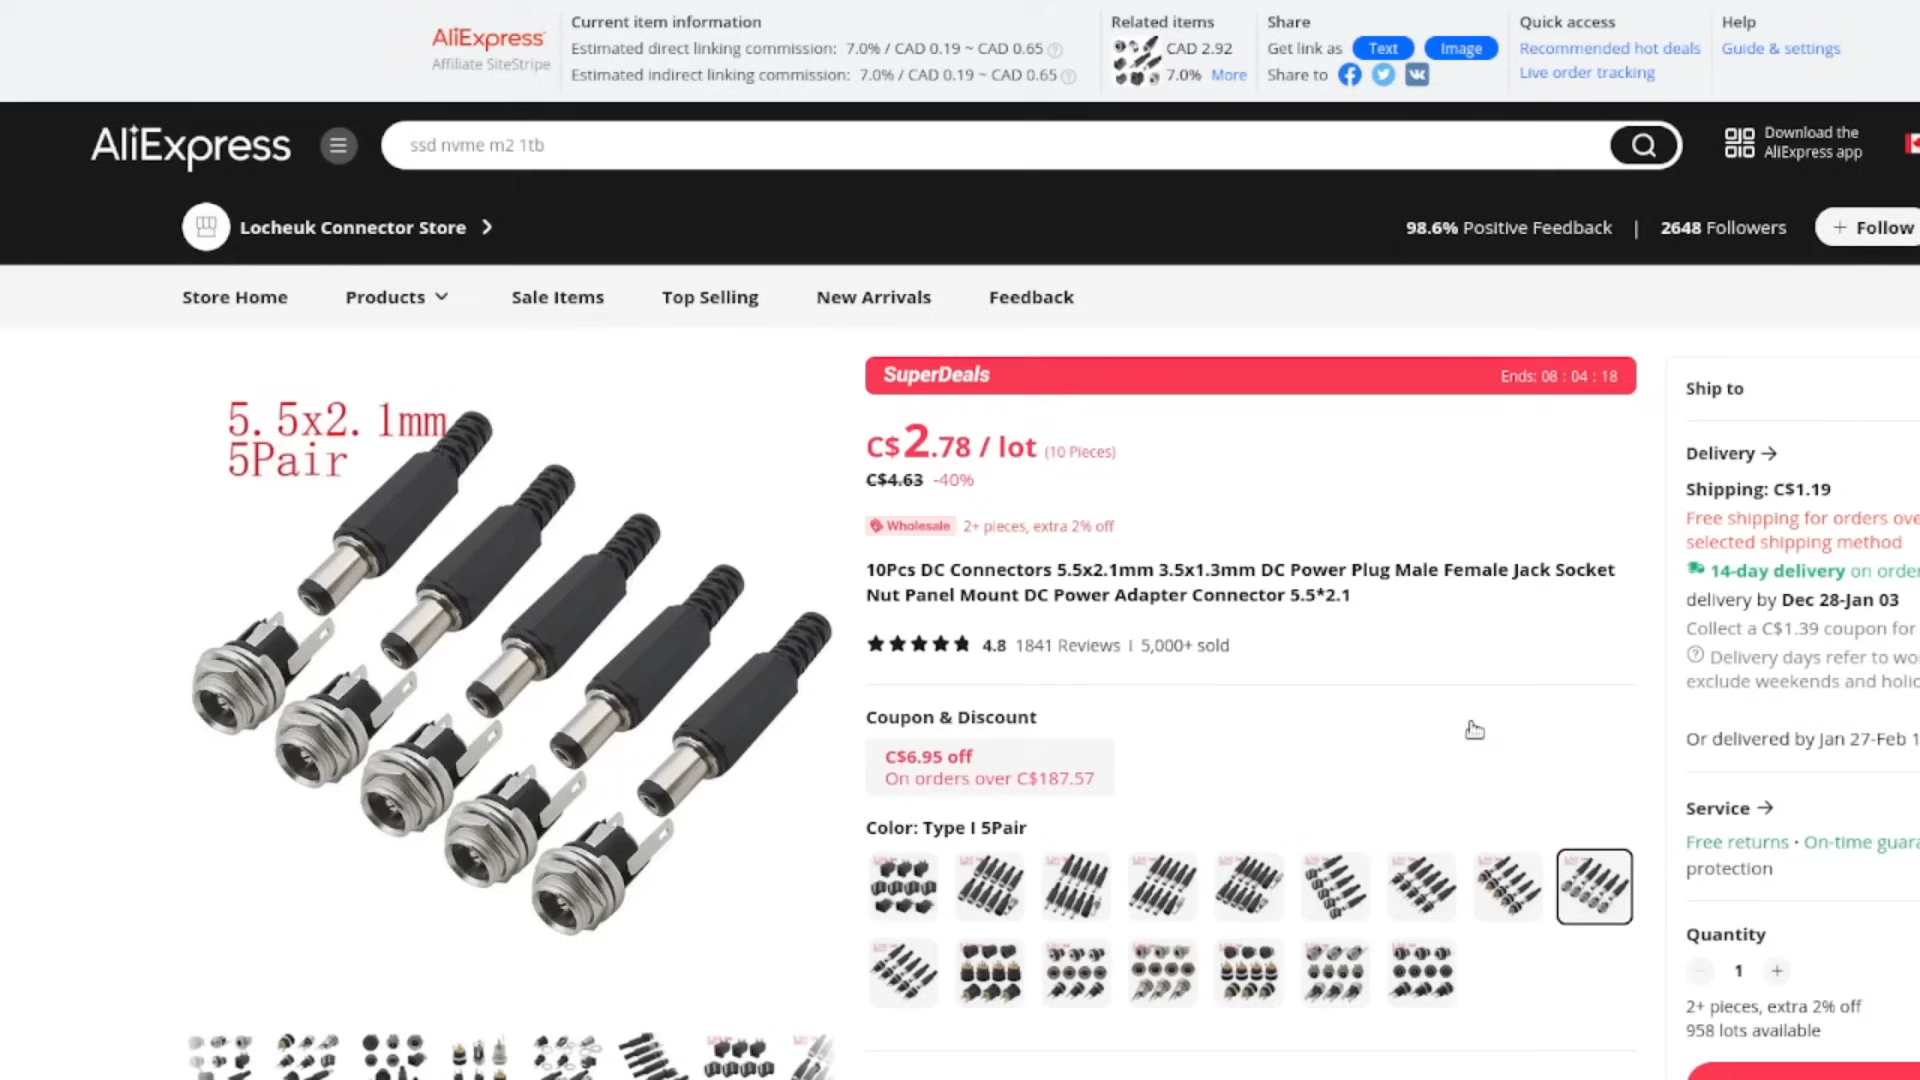 AliExpress
Affiliate SiteStripe
Current item information
Estimated direct linking commission: 7.0% / CAD 0.19 ~ CAD 0.65
Estimated indirect linking commission: 7.0% / CAD 0.19 ~ CAD 0.65
Related items
CAD 2.92
7.0% More
Share
Get link as Text Image
Share to
Quick access
Recommended hot deals
Live order tracking
Help
Guide & settings
AliExpress
ssd nvme m2 1tb
Download the
AliExpress app
Locheuk Connector Store
98.6% Positive Feedback | 2648 Followers
+ Follow
Store Home
Products
Sale Items
Top Selling
New Arrivals
Feedback
5.5x2.1mm
5Pair
SuperDeals
Ends: 08 : 04 : 18
C$2.78 / lot (10 Pieces)
C$4.63 -40%
Wholesale 2+ pieces, extra 2% off
10Pcs DC Connectors 5.5x2.1mm 3.5x1.3mm DC Power Plug Male Female Jack Socket
Nut Panel Mount DC Power Adapter Connector 5.5*2.1
4.8 1841 Reviews | 5,000+ sold
Coupon & Discount
C$6.95 off
On orders over C$187.57
Color: Type I 5Pair
Ship to
Delivery
Shipping: C$1.19
Free shipping for orders ove
selected shipping method
14-day delivery on order
delivery by Dec 28-Jan 03
Collect a C$1.39 coupon for
Delivery days refer to wo
exclude weekends and holid
Or delivered by Jan 27-Feb 1
Service
Free returns · On-time guara
protection
Quantity
- 1 +
2+ pieces, extra 2% off
958 lots available